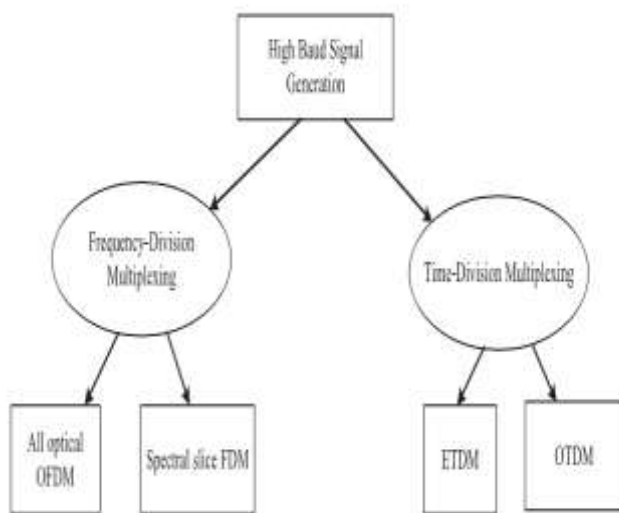 High Baud Signal
Generation
Frequency-Division
Multiplexing
Time-Division Multiplexing
All optical
OFDM
Spectral slice FDM
ETDM
OTDM